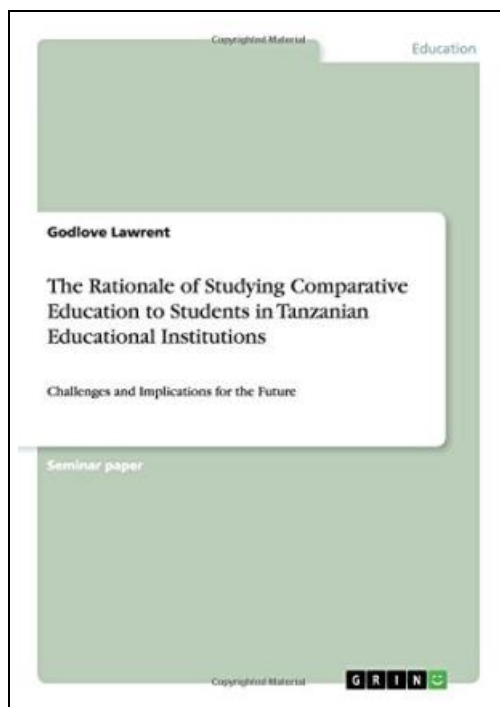 Copyrighted Material
Education
Godlove Lawrent
The Rationale of Studying Comparative
Education to Students in Tanzanian
Educational Institutions
Challenges and Implications for the Future
Seminar paper
Copyrighted Material
GRIN